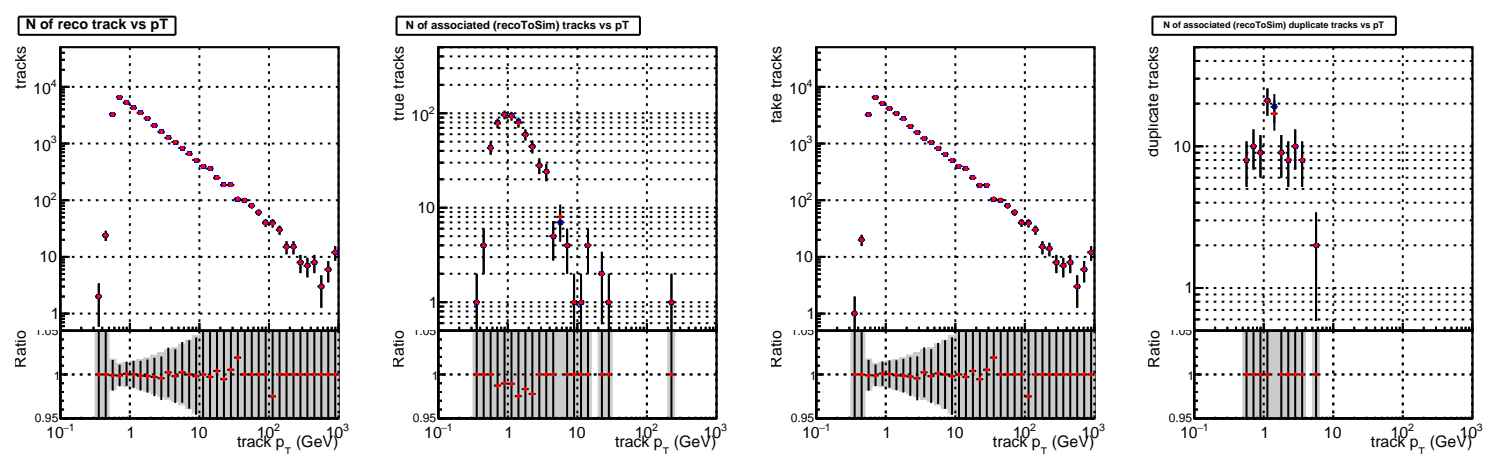 N of reco track vs pT
N of associated (recoToSim) tracks vs pT
N of associated (recoToSim) duplicate tracks vs pT
tracks
10⁴
10³
10²
10
1
Ratio
1.05
1
0.95
10⁻¹ 1 10 10² 10³
track p_T (GeV)
true tracks
10²
10
1
Ratio
1.05
1
0.95
10⁻¹ 1 10 10² 10³
track p_T (GeV)
fake tracks
10⁴
10³
10²
10
1
Ratio
1.05
1
0.95
10⁻¹ 1 10 10² 10³
track p_T (GeV)
duplicate tracks
10
1
Ratio
1.05
1
0.95
10⁻¹ 1 10 10² 10³
track p_T (GeV)